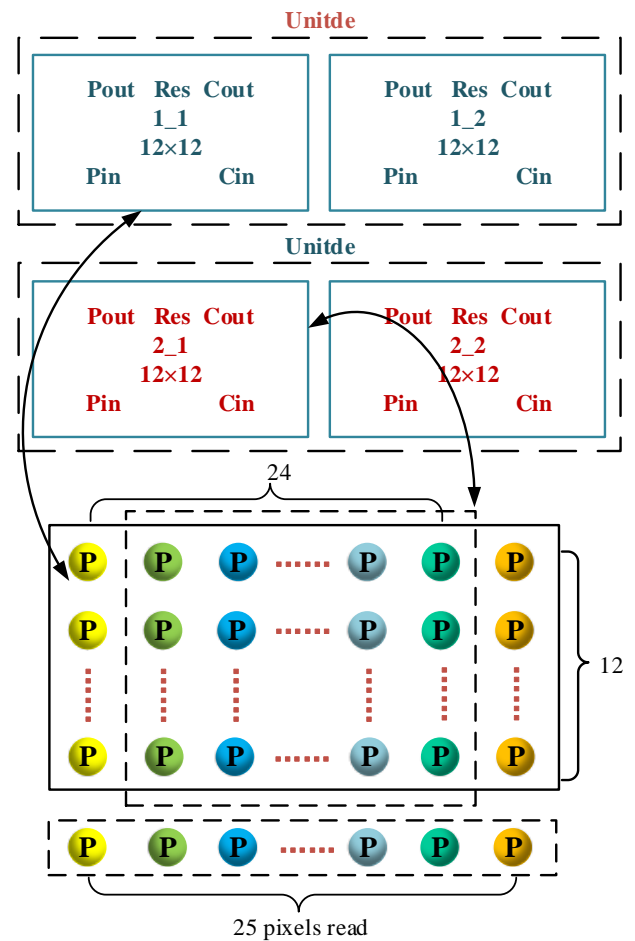 Unitde
Pout Res Cout Pout Res Cout
1_1 1_2
12×12 12×12
Pin Cin Pin Cin
Unitde
Pout Res Cout Pout Res Cout
2_1 2_2
12×12 12×12
Pin Cin Pin Cin
24
P P P P P P
P P P P P P
12
P P P P P P
P P P P P P
25 pixels read